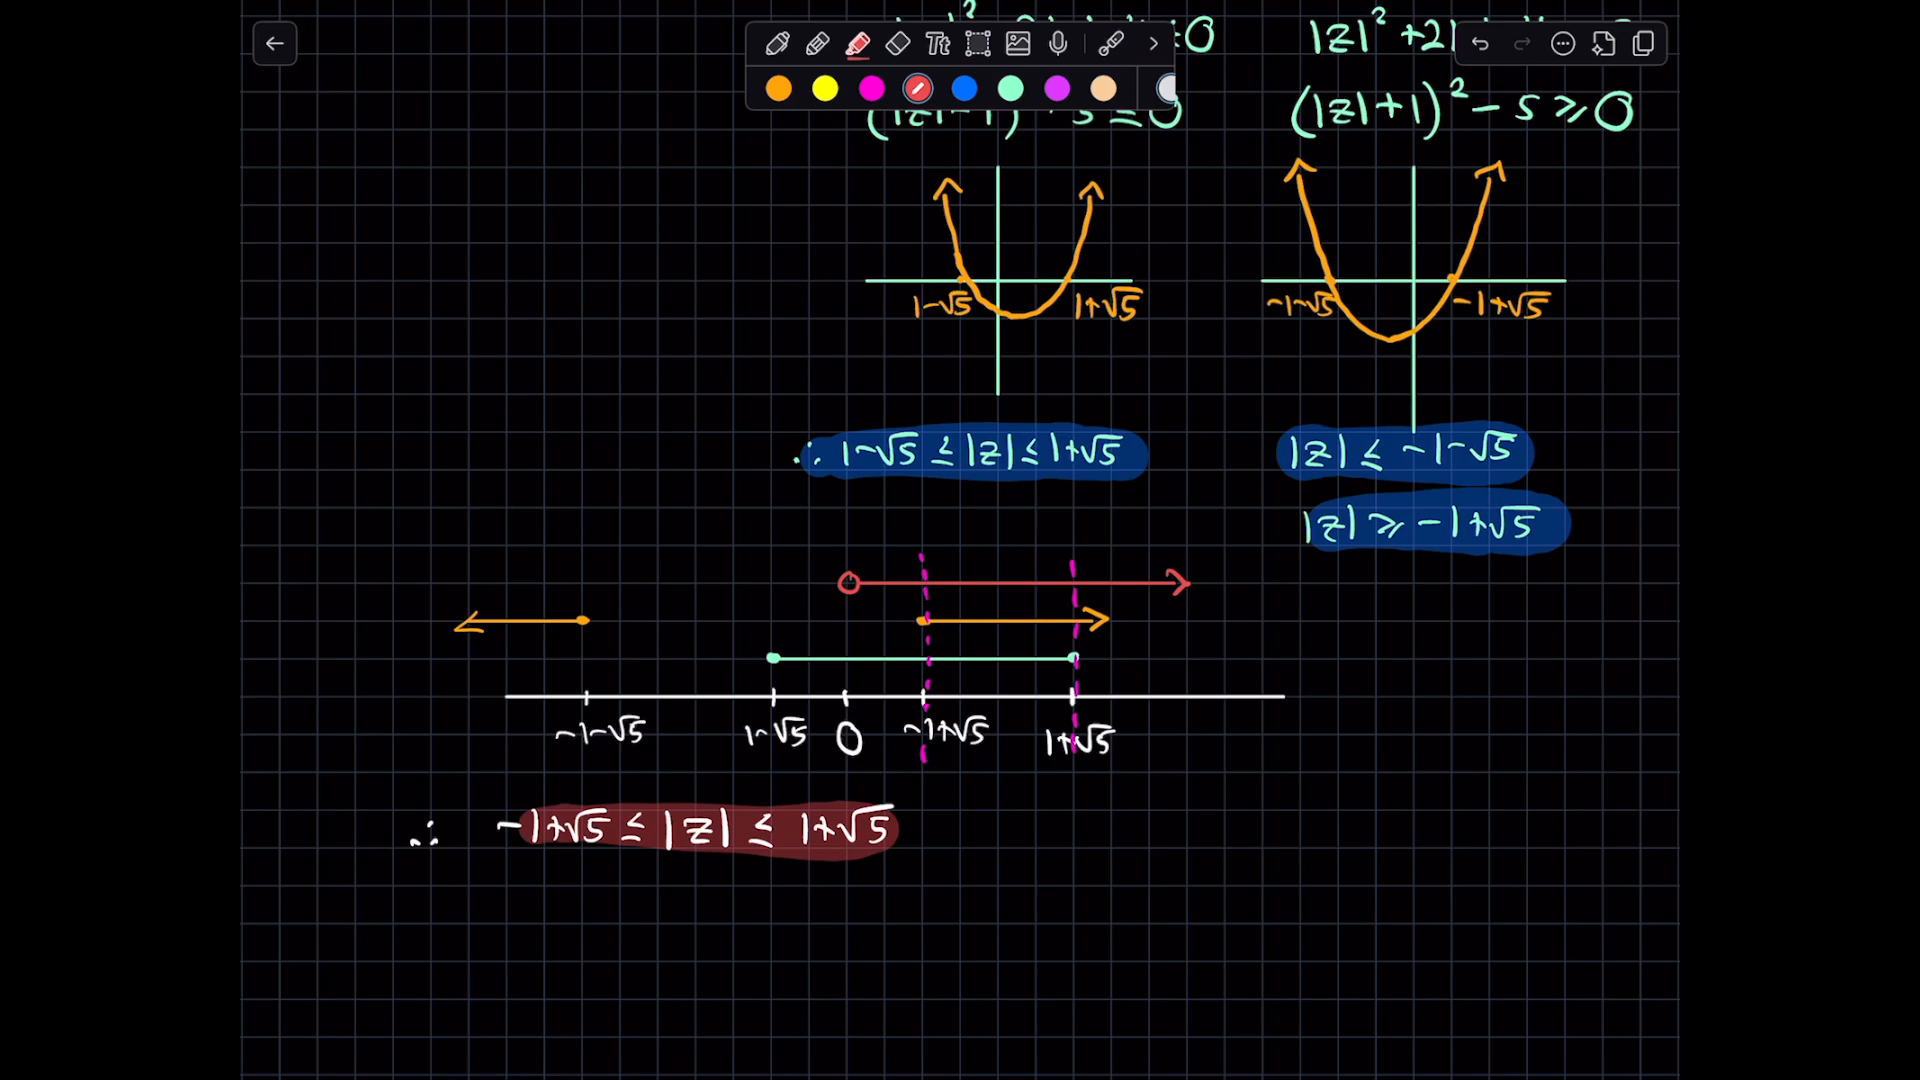 |z|² + 2|
(|z|+1)² - 5 ≥ 0
1-√5
1+√5
-1-√5
-1+√5
∴ 1-√5 ≤ |z| ≤ 1+√5
|z| ≤ -1-√5
|z| ≥ -1+√5
-1-√5
1-√5
0
-1+√5
1+√5
∴ -1+√5 ≤ |z| ≤ 1+√5